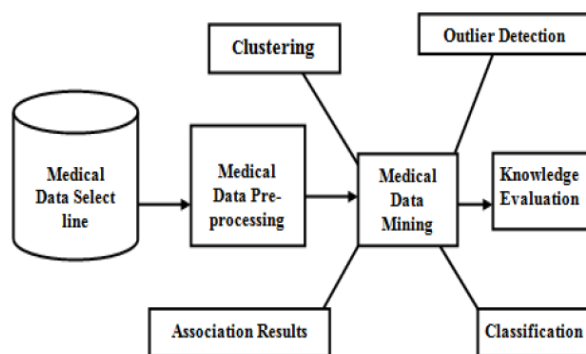 Clustering
Outlier Detection
Medical
Data Select
line
Medical
Data Pre-
processing
Medical
Data
Mining
Knowledge
Evaluation
Association Results
Classification